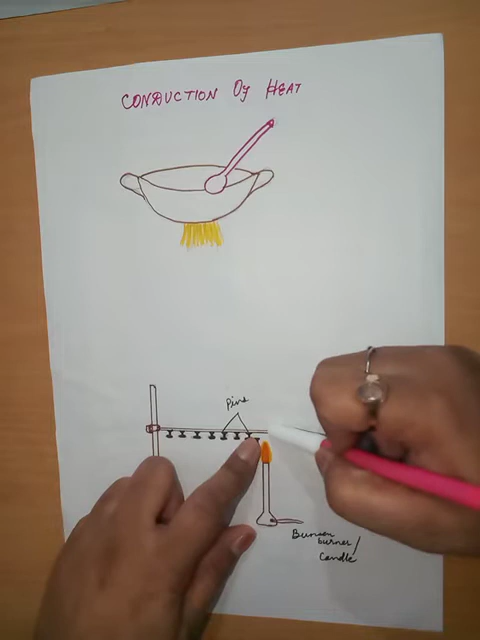 CONDUCTION Of HEAT
Pins
Bunsen
burner/
Candle